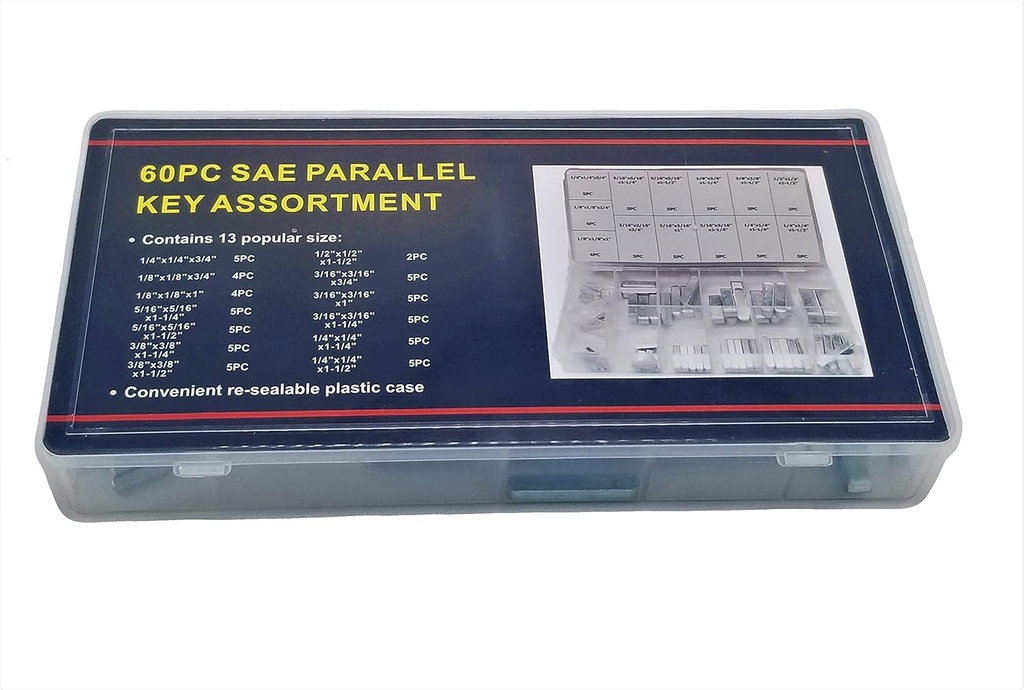 60PC SAE PARALLEL
KEY ASSORTMENT
• Contains 13 popular size:
1/4"x1/4"x3/4" 5PC
1/8"x1/8"x3/4" 4PC
1/8"x1/8"x1" 4PC
5/16"x5/16"
x1-1/4" 5PC
5/16"x5/16"
x1-1/2" 5PC
3/8"x3/8"
x1-1/4" 5PC
3/8"x3/8"
x1-1/2" 5PC
1/2"x1/2"
x1-1/2" 2PC
3/16"x3/16"
x3/4" 5PC
3/16"x3/16"
x1" 5PC
3/16"x3/16"
x1-1/4" 5PC
1/4"x1/4"
x1-1/4" 5PC
1/4"x1/4"
x1-1/2" 5PC
• Convenient re-sealable plastic case